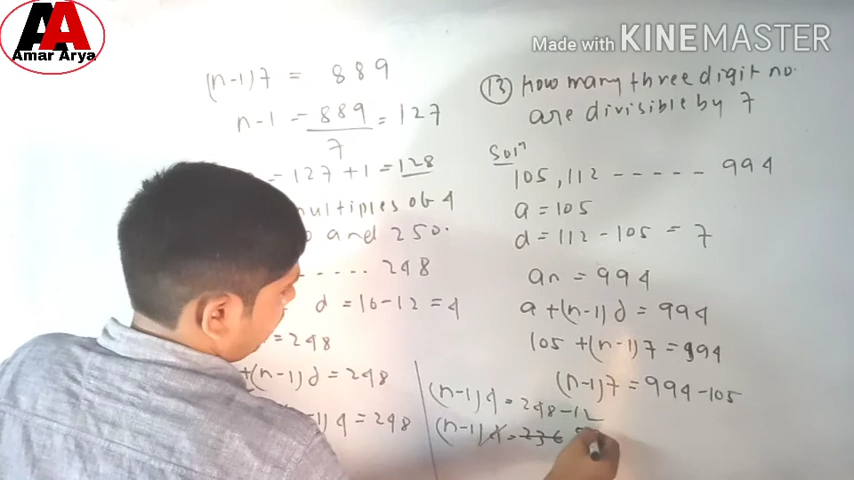 AA
Amar Arya
Made with KINEMASTER
(n-1)7 = 889
n-1 = 889/7 = 127
= 127+1 = 128
multiples of 4
and 250.
------ 248
d = 16-12 = 4
= 248
+(n-1)d = 248
)4 = 248
(n-1)4 = 248-12
(n-1)4 = 236
(13) How many three digit no.
are divisible by 7
Solⁿ
105, 112 ----- 994
a = 105
d = 112 - 105 = 7
an = 994
a+(n-1)d = 994
105 +(n-1)7 = 994
(n-1)7 = 994-105